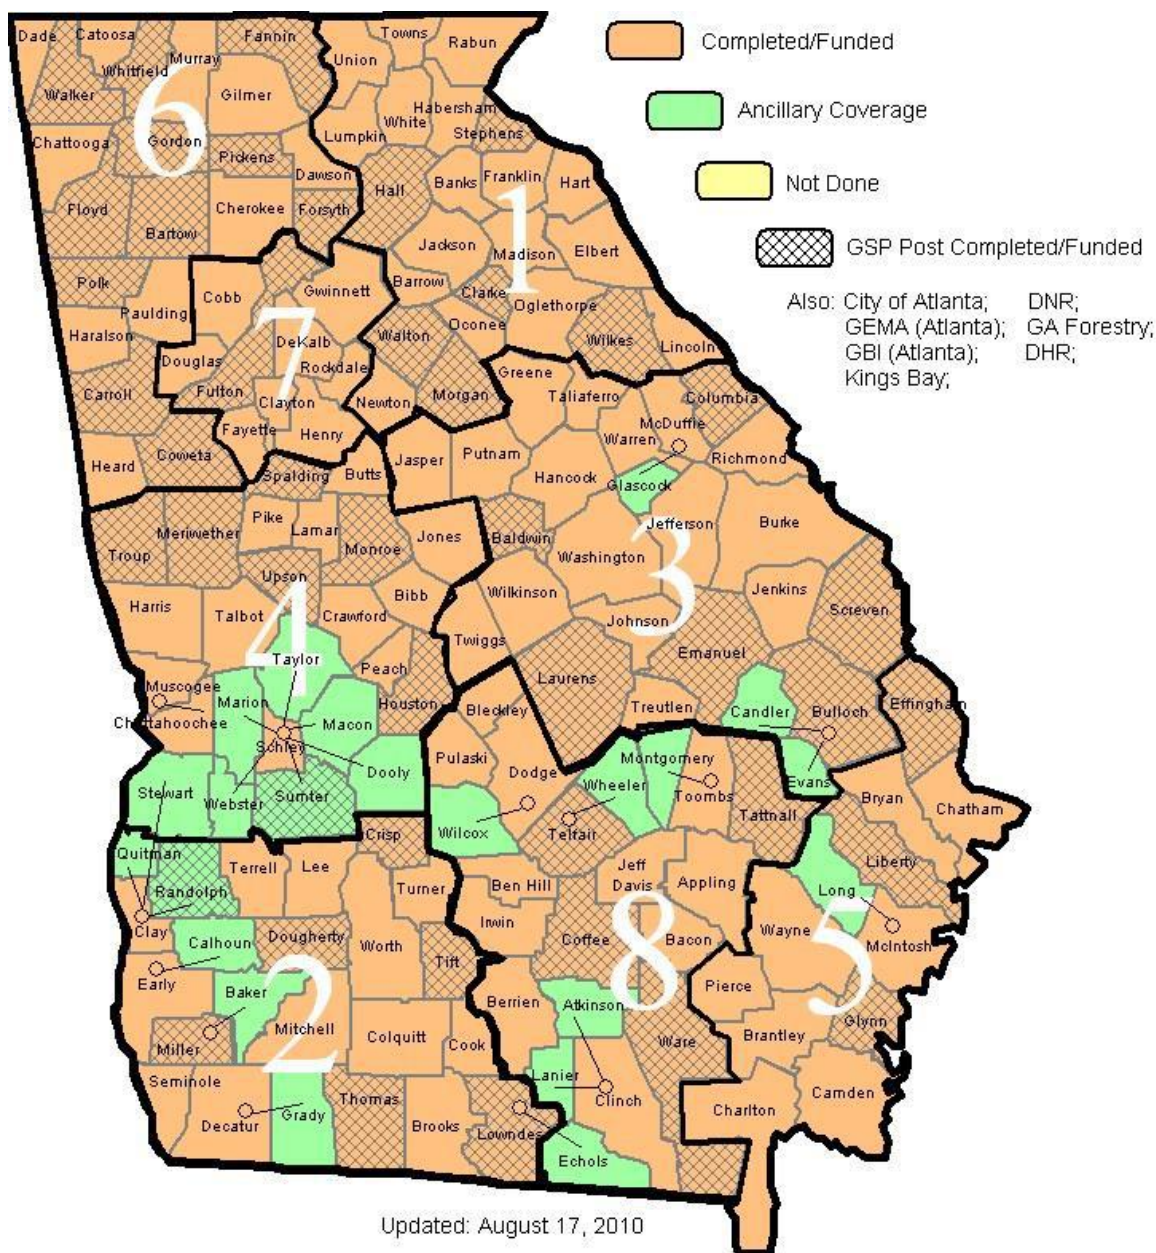 Completed/Funded
Ancillary Coverage
Not Done
GSP Post Completed/Funded
Also: City of Atlanta; DNR;
GEMA (Atlanta); GA Forestry;
GBI (Atlanta); DHR;
Kings Bay;
Dade Catoosa Fannin Towns
Whitfield Murray Union Rabun
Walker Gilmer
6
Habersham
Chattooga Gordon Lumpkin White Stephens
Pickens Dawson
Hall Banks Franklin Hart
Floyd Bartow Cherokee Forsyth
1
Jackson Madison Elbert
Polk Cobb Gwinnett Barrow Clarke
Paulding Oglethorpe
Haralson 7 DeKalb Walton Oconee Wilkes Lincoln
Douglas Rockdale
Carroll Fulton Clayton Newton Morgan Greene Taliaferro Columbia
Fayette Henry McDuffie
Heard Coweta Jasper Putnam Warren Richmond
Spalding Butts Hancock Glascock
Troup Meriwether Pike Lamar Monroe Jones Baldwin Jefferson Burke
Washington 3
Upson
Harris Talbot Crawford Bibb Wilkinson Jenkins Screven
4
Twiggs Johnson
Taylor Peach Laurens Emanuel
Muscogee Marion Houston Treutlen Candler Bulloch Effingham
Chattahoochee Macon Bleckley
Schley Dooly Pulaski Dodge Montgomery
Stewart Webster Sumter Wheeler Toombs Evans
Wilcox Telfair Tattnall Bryan Chatham
Quitman Crisp
Randolph Terrell Lee Turner Ben Hill Jeff Davis Appling Liberty
Long
Clay Calhoun Dougherty Worth Tift Irwin Coffee 8 Bacon Wayne 5 McIntosh
Early 2
Baker Mitchell Berrien Atkinson Pierce
Miller Colquitt Cook Ware Brantley Glynn
Seminole Lanier Clinch Camden
Decatur Grady Thomas Brooks Lowndes Charlton
Echols
Updated: August 17, 2010